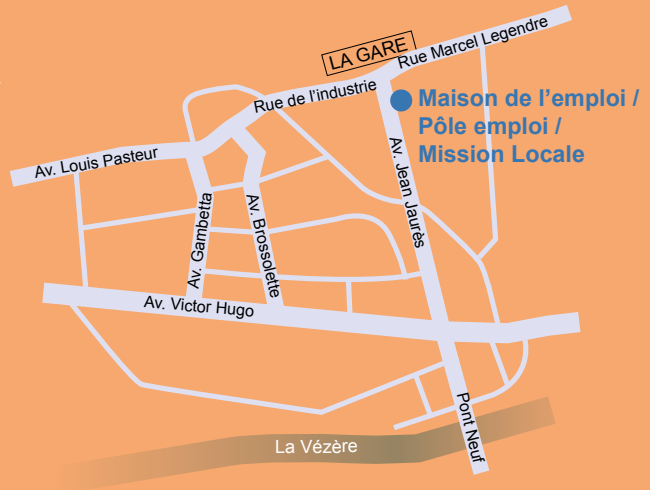 LA GARE
Rue Marcel Legendre
Rue de l'industrie
Maison de l'emploi /
Pôle emploi /
Mission Locale
Av. Louis Pasteur
Av. Jean Jaurès
Av. Gambetta
Av. Brossolette
Av. Victor Hugo
Pont Neuf
La Vézère